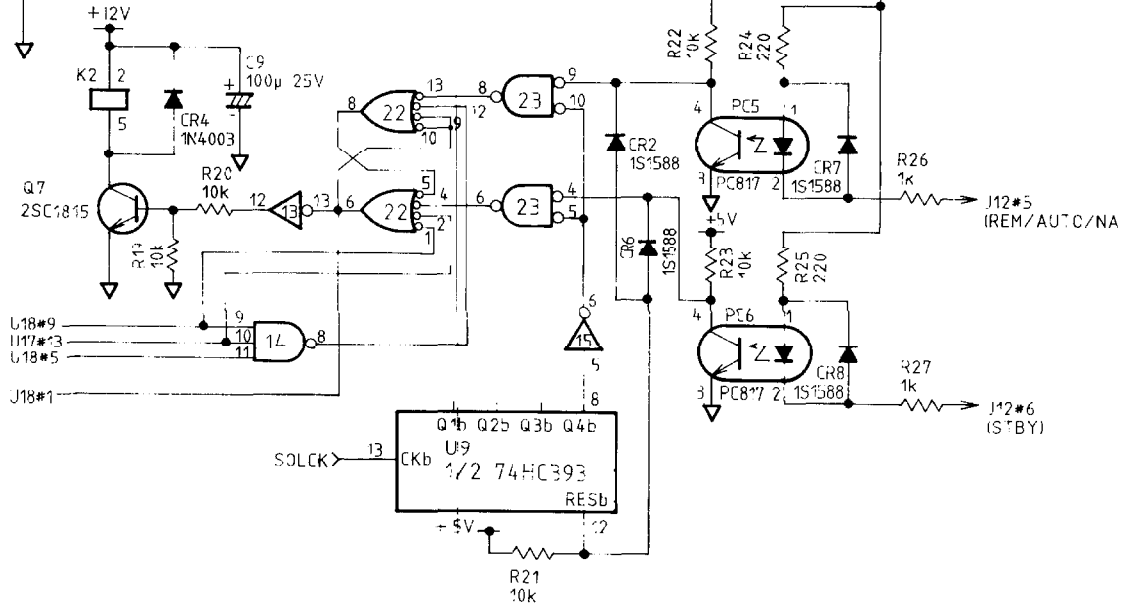 +12V
K2
2
5
C9
100µ 25V
+
-
CR4
1N4003
Q7
2SC1815
R20
10k
12
13
13
R19
10k
8
22
13
12
9
10
8
23
9
10
6
22
5
4
2
1
6
23
4
5
CR2
1S1588
CR6
1S1588
R22
10k
R24
220
4
PC5
1
3
PC817
2
CR7
1S1588
R26
1k
J12#5
(REM/AUTO/NA
+5V
R23
10k
R25
220
4
PC6
1
3
PC817
2
CR8
1S1588
R27
1k
J12#6
(STBY)
U18#9
U17#13
U18#5
U18#1
9
10
11
14
8
6
15
5
8
Q1b Q2b Q3b Q4b
SOLCK
13
CKb
U9
1/2 74HC393
RESb
12
+5V
R21
10k